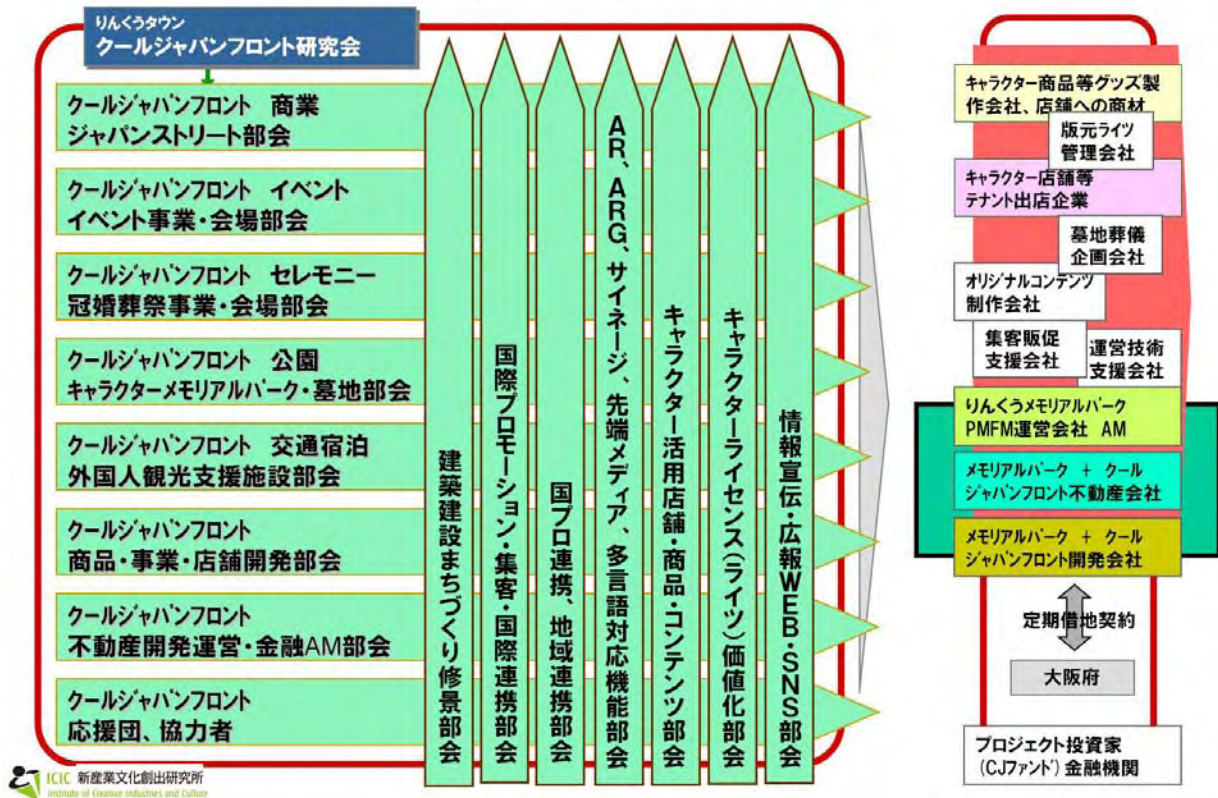 りんくうタウン
クールジャパンフロント研究会
クールジャパンフロント 商業
ジャパンストリート部会
クールジャパンフロント イベント
イベント事業・会場部会
クールジャパンフロント セレモニー
冠婚葬祭事業・会場部会
クールジャパンフロント 公園
キャラクターメモリアルパーク・墓地部会
クールジャパンフロント 交通宿泊
外国人観光支援施設部会
クールジャパンフロント
商品・事業・店舗開発部会
クールジャパンフロント
不動産開発運営・金融AM部会
クールジャパンフロント
応援団、協力者
建築建設まちづくり修景部会
国際プロモーション・集客・国際連携部会
国プロ連携、地域連携部会
AR、ARG、サイネージ、先端メディア、多言語対応機能部会
キャラクター活用店舗・商品・コンテンツ部会
キャラクターライセンス(ライツ)価値化部会
情報宣伝・広報WEB・SNS部会
キャラクター商品等グッズ製
作会社、店舗への商材
版元ライツ
管理会社
キャラクター店舗等
テナント出店企業
墓地葬儀
企画会社
オリジナルコンテンツ
制作会社
集客販促
支援会社
運営技術
支援会社
りんくうメモリアルパーク
PMFM運営会社 AM
メモリアルパーク + クール
ジャパンフロント不動産会社
メモリアルパーク + クール
ジャパンフロント開発会社
定期借地契約
大阪府
プロジェクト投資家
(CJファンド)金融機関
ICIC 新産業文化創出研究所
Institute of Creative Industries and Culture